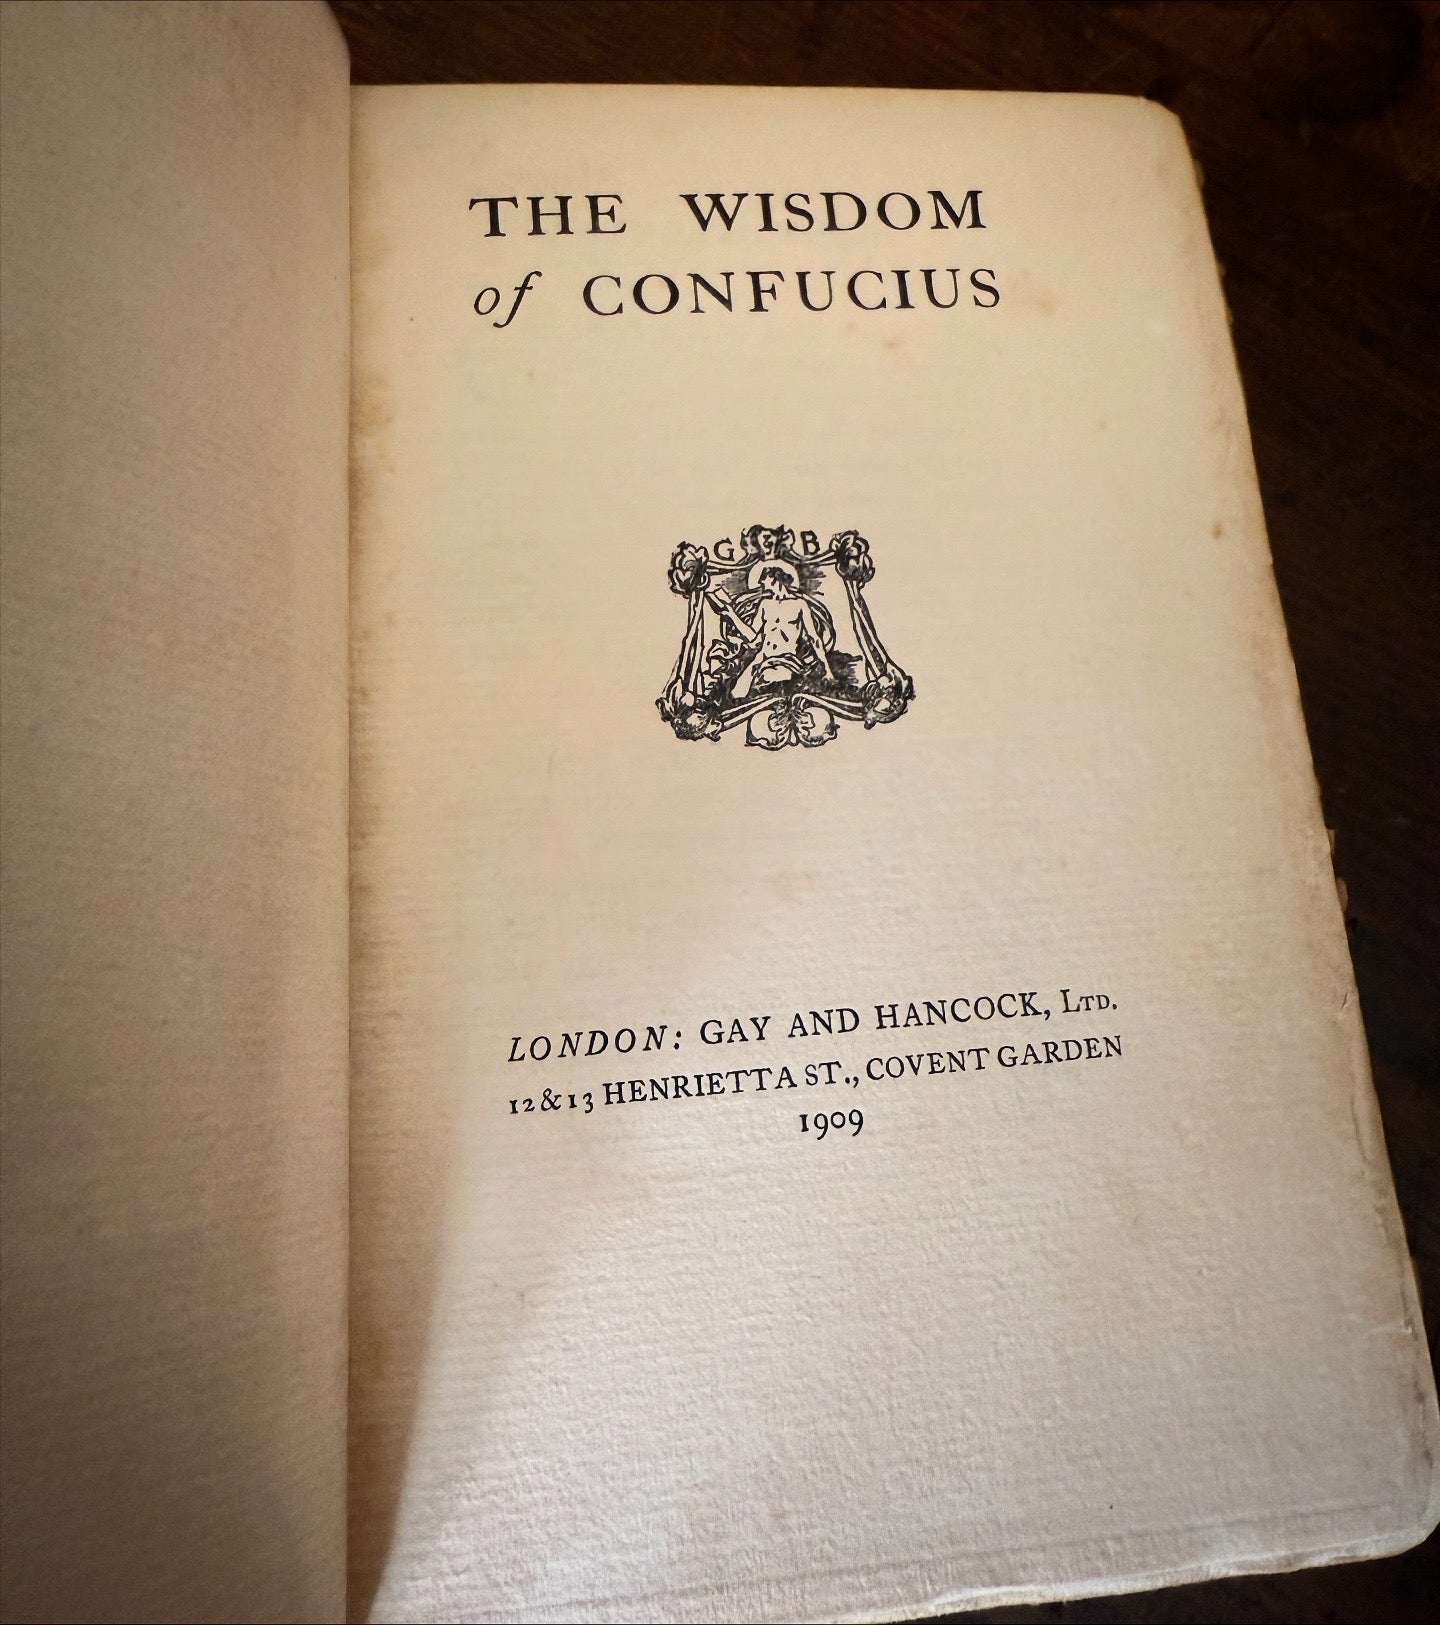 THE WISDOM
of CONFUCIUS
G & B
LONDON: GAY AND HANCOCK, LTD.
12 & 13 HENRIETTA ST., COVENT GARDEN
1909